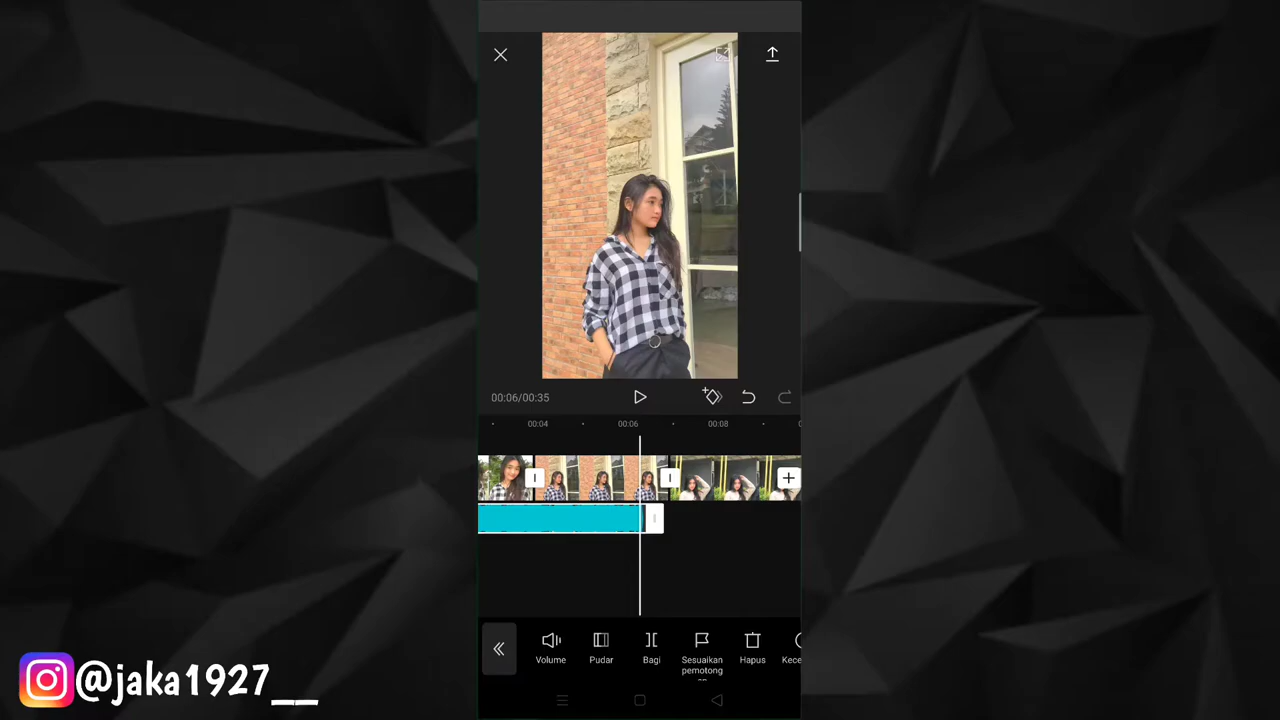 00:06/00:35
00:04
00:06
00:08
Volume
Pudar
Bagi
Sesuaikan
pemotong
Hapus
Kece
@jaka1927__